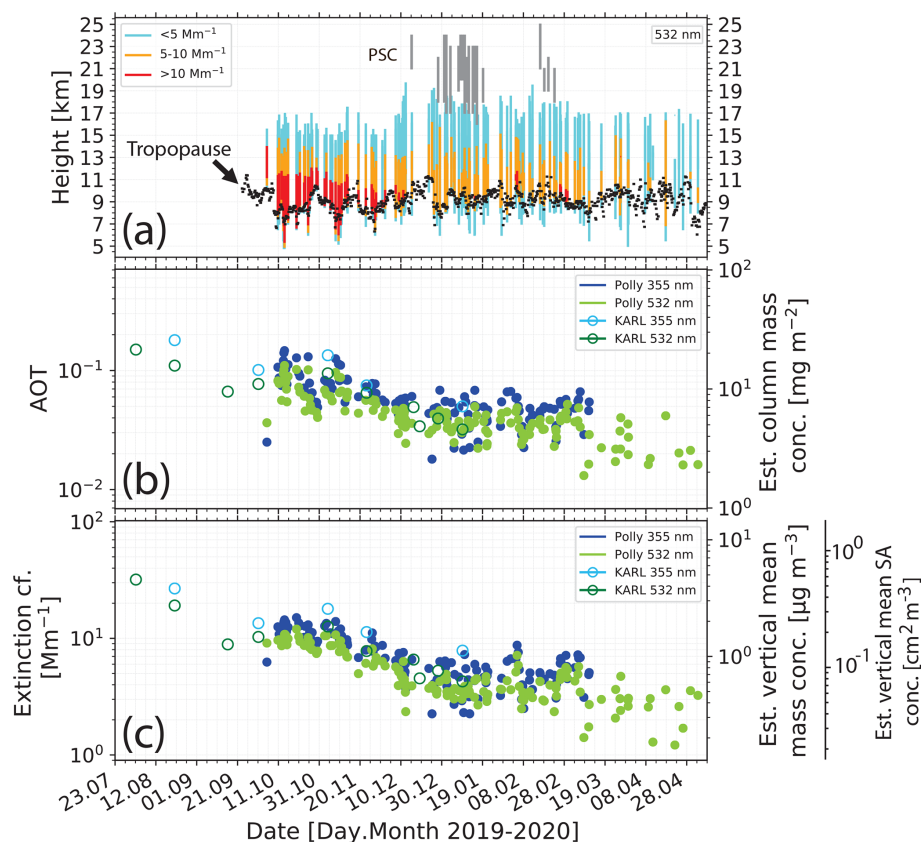 25
23
21
19
17
15
13
11
9
7
5
Height [km]
<5 Mm⁻¹
5-10 Mm⁻¹
>10 Mm⁻¹
PSC
532 nm
Tropopause
(a)
25
23
21
19
17
15
13
11
9
7
5
10⁻¹
10⁻²
AOT
Polly 355 nm
Polly 532 nm
KARL 355 nm
KARL 532 nm
(b)
10²
10¹
10⁰
Est. column mass
conc. [mg m⁻²]
10²
10¹
10⁰
Extinction cf.
[Mm⁻¹]
Polly 355 nm
Polly 532 nm
KARL 355 nm
KARL 532 nm
(c)
10¹
10⁰
Est. vertical mean
mass conc. [µg m⁻³]
10⁰
10⁻¹
Est. vertical mean SA
conc. [cm² m⁻³]
23.07
12.08
01.09
21.09
11.10
31.10
20.11
10.12
30.12
19.01
08.02
28.02
19.03
08.04
28.04
Date [Day.Month 2019-2020]